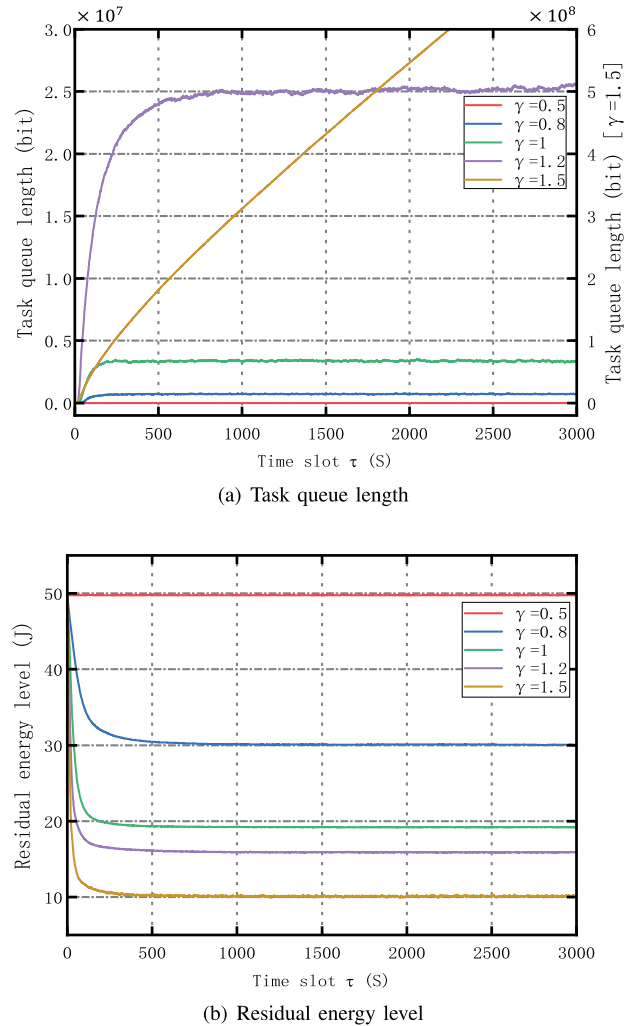 × 10⁷
× 10⁸
3.0
2.5
2.0
1.5
1.0
0.5
0.0
Task queue length (bit)
6
5
4
3
2
1
0
Task queue length (bit) [γ=1.5]
γ=0.5
γ=0.8
γ=1
γ=1.2
γ=1.5
0 500 1000 1500 2000 2500 3000
Time slot τ (S)
(a) Task queue length
50
40
30
20
10
Residual energy level (J)
γ=0.5
γ=0.8
γ=1
γ=1.2
γ=1.5
0 500 1000 1500 2000 2500 3000
Time slot τ (S)
(b) Residual energy level